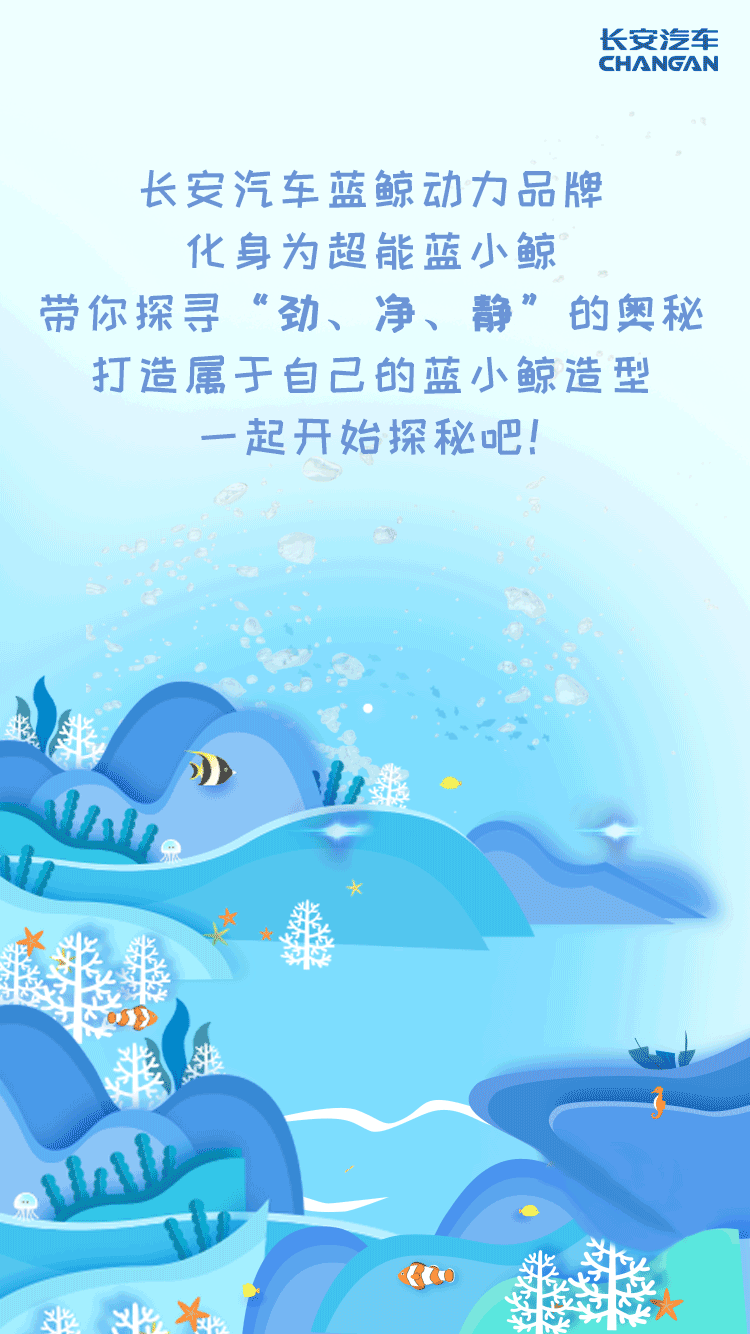 长安汽车
CHANGAN
长安汽车蓝鲸动力品牌
化身为超能蓝小鲸
带你探寻“劲、净、静”的奥秘
打造属于自己的蓝小鲸造型
一起开始探秘吧!